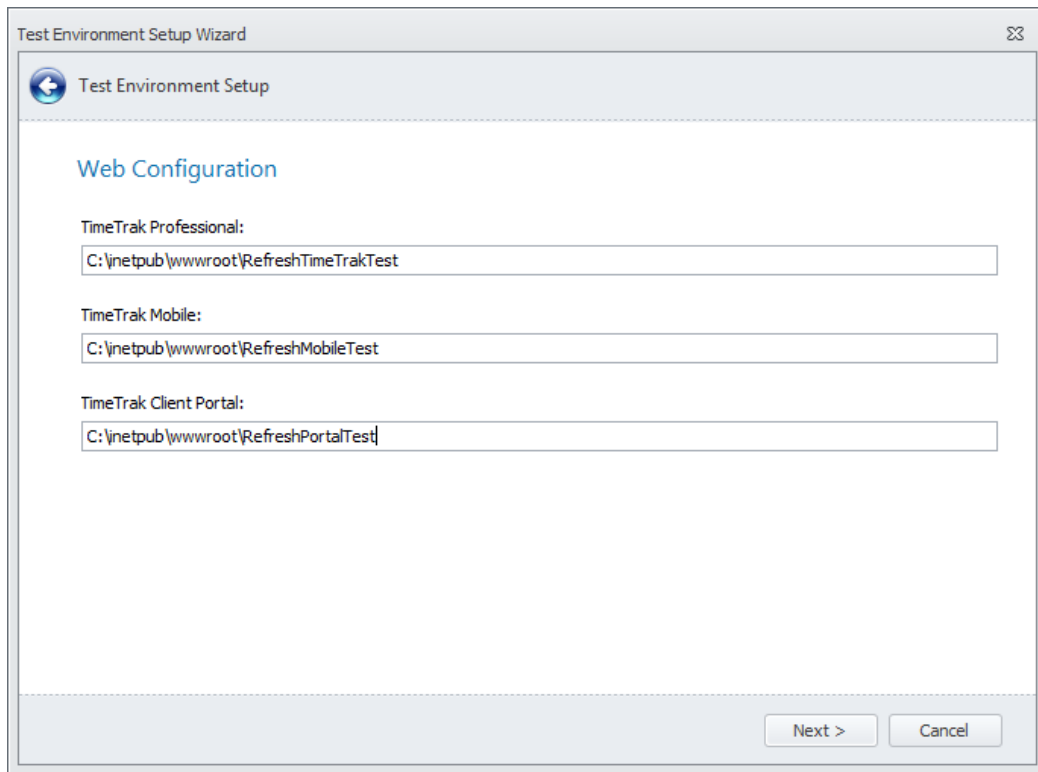 Test Environment Setup Wizard
Test Environment Setup
Web Configuration
TimeTrak Professional:
C:\inetpub\wwwroot\RefreshTimeTrakTest
TimeTrak Mobile:
C:\inetpub\wwwroot\RefreshMobileTest
TimeTrak Client Portal:
C:\inetpub\wwwroot\RefreshPortalTest
Next > Cancel